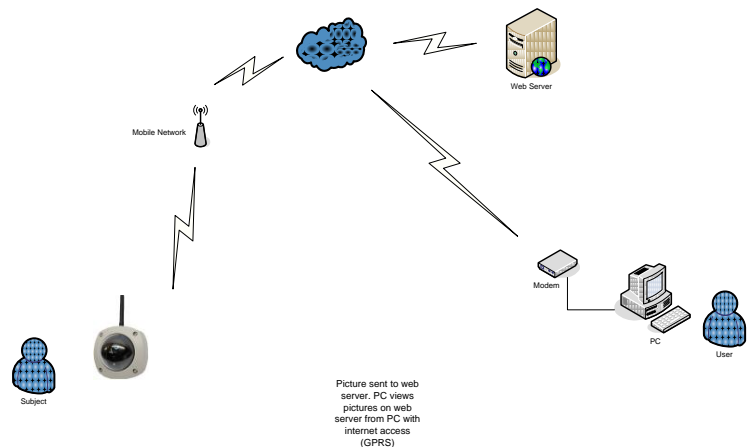 Web Server
Mobile Network
Modem
PC
User
Subject
Picture sent to web
server. PC views
pictures on web
server from PC with
internet access
(GPRS)